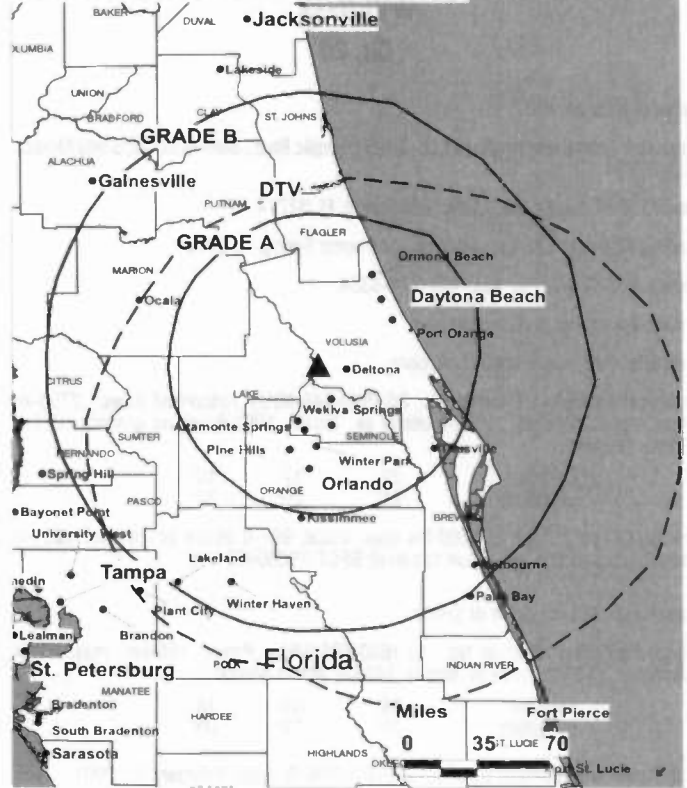 BAKER
DUVAL
Jacksonville
Lakeside
UNION
BRADFORD
CLAY
ST. JOHNS
GRADE B
ALACHUA
Gainesville
DTV
PUTNAM
FLAGLER
GRADE A
MARION
Ormond Beach
Ocala
Daytona Beach
VOLUSIA
Port Orange
Deltona
CITRUS
LAKE
Wekiva Springs
Altamonte Springs
SUMTER
SEMINOLE
HERNANDO
Pine Hills
Winter Park
Spring Hill
ORANGE
Orlando
PASCO
Bayonet Point
Kissimmee
University West
Lakeland
Tampa
Plant City
Winter Haven
Palm Bay
Lealman
Brandon
St. Petersburg
POLK
Florida
INDIAN RIVER
MANATEE
Bradenton
HARDEE
Miles
Fort Pierce
South Bradenton
0 35 70
ST LUCIE
Sarasota
HIGHLANDS